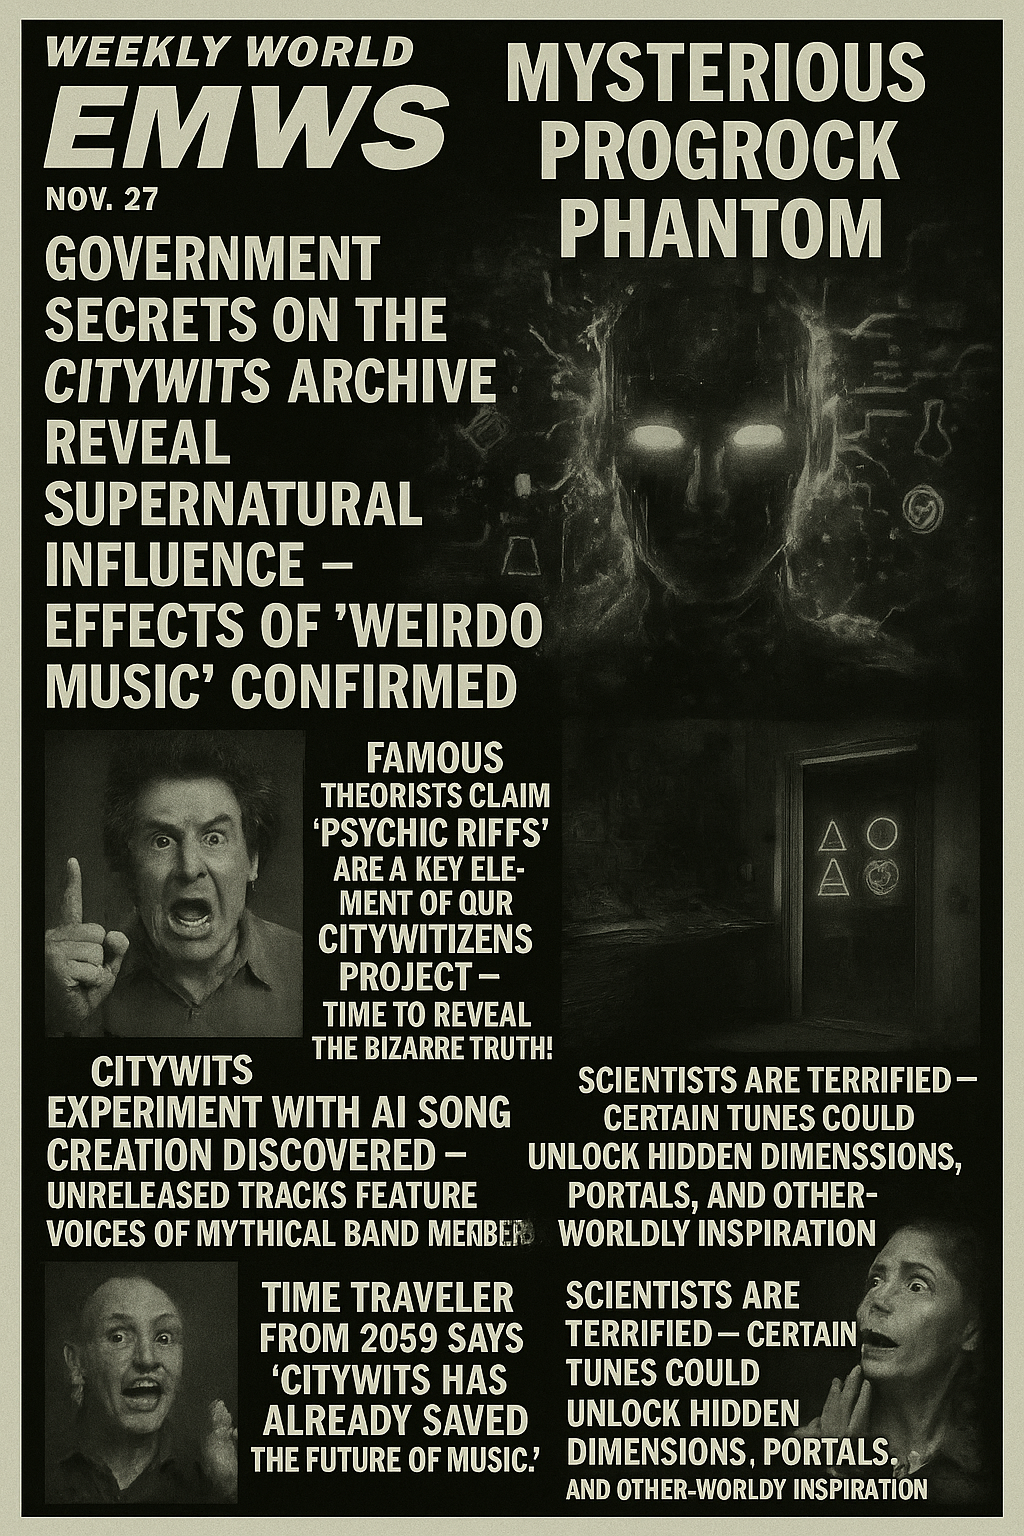 WEEKLY WORLD
EMWS
NOV. 27
MYSTERIOUS
PROGROCK
PHANTOM
GOVERNMENT
SECRETS ON THE
CITYWITS ARCHIVE
REVEAL
SUPERNATURAL
INFLUENCE –
EFFECTS OF ’WEIRDO
MUSIC’ CONFIRMED
FAMOUS
THEORISTS CLAIM
‘PSYCHIC RIFFS’
ARE A KEY ELE-
MENT OF QUR
CITYWITIZENS
PROJECT –
TIME TO REVEAL
THE BIZARRE TRUTH!
CITYWITS
EXPERIMENT WITH AI SONG
CREATION DISCOVERED –
UNRELEASED TRACKS FEATURE
VOICES OF MYTHICAL BAND
SCIENTISTS ARE TERRIFIED –
CERTAIN TUNES COULD
UNLOCK HIDDEN DIMENSSIONS,
PORTALS, AND OTHER-
WORLDLY INSPIRATION
TIME TRAVELER
FROM 2059 SAYS
‘CITYWITS HAS
ALREADY SAVED
THE FUTURE OF MUSIC.’
SCIENTISTS ARE
TERRIFIED – CERTAIN
TUNES COULD
UNLOCK HIDDEN
DIMENSIONS, PORTALS.
AND OTHER-WORLDY INSPIRATION